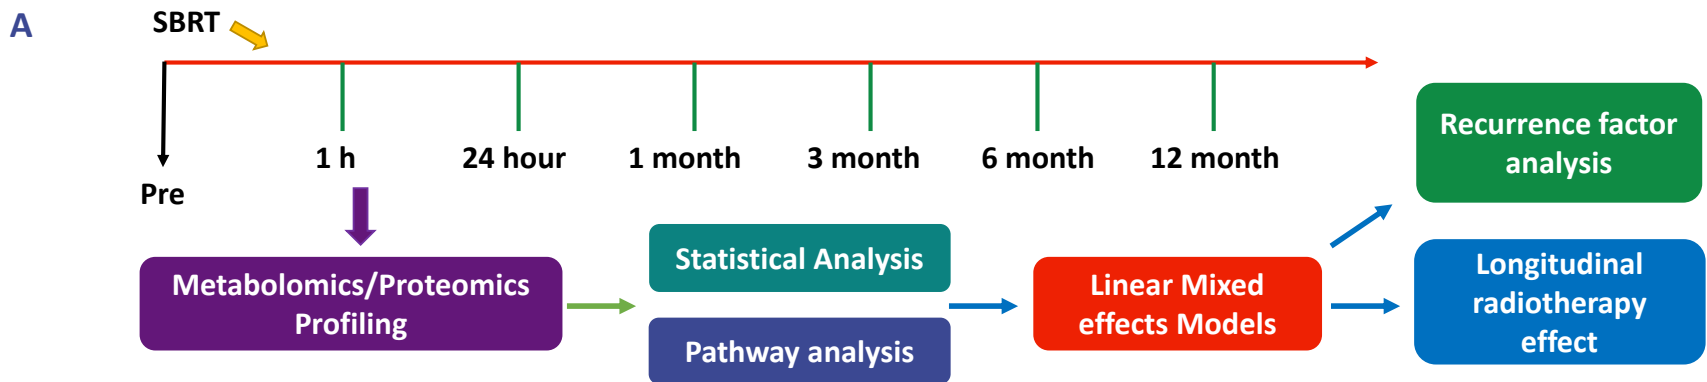 A
SBRT
1 h
24 hour
1 month
3 month
6 month
12 month
Pre
Recurrence factor
analysis
Metabolomics/Proteomics
Profiling
Statistical Analysis
Pathway analysis
Linear Mixed
effects Models
Longitudinal
radiotherapy
effect